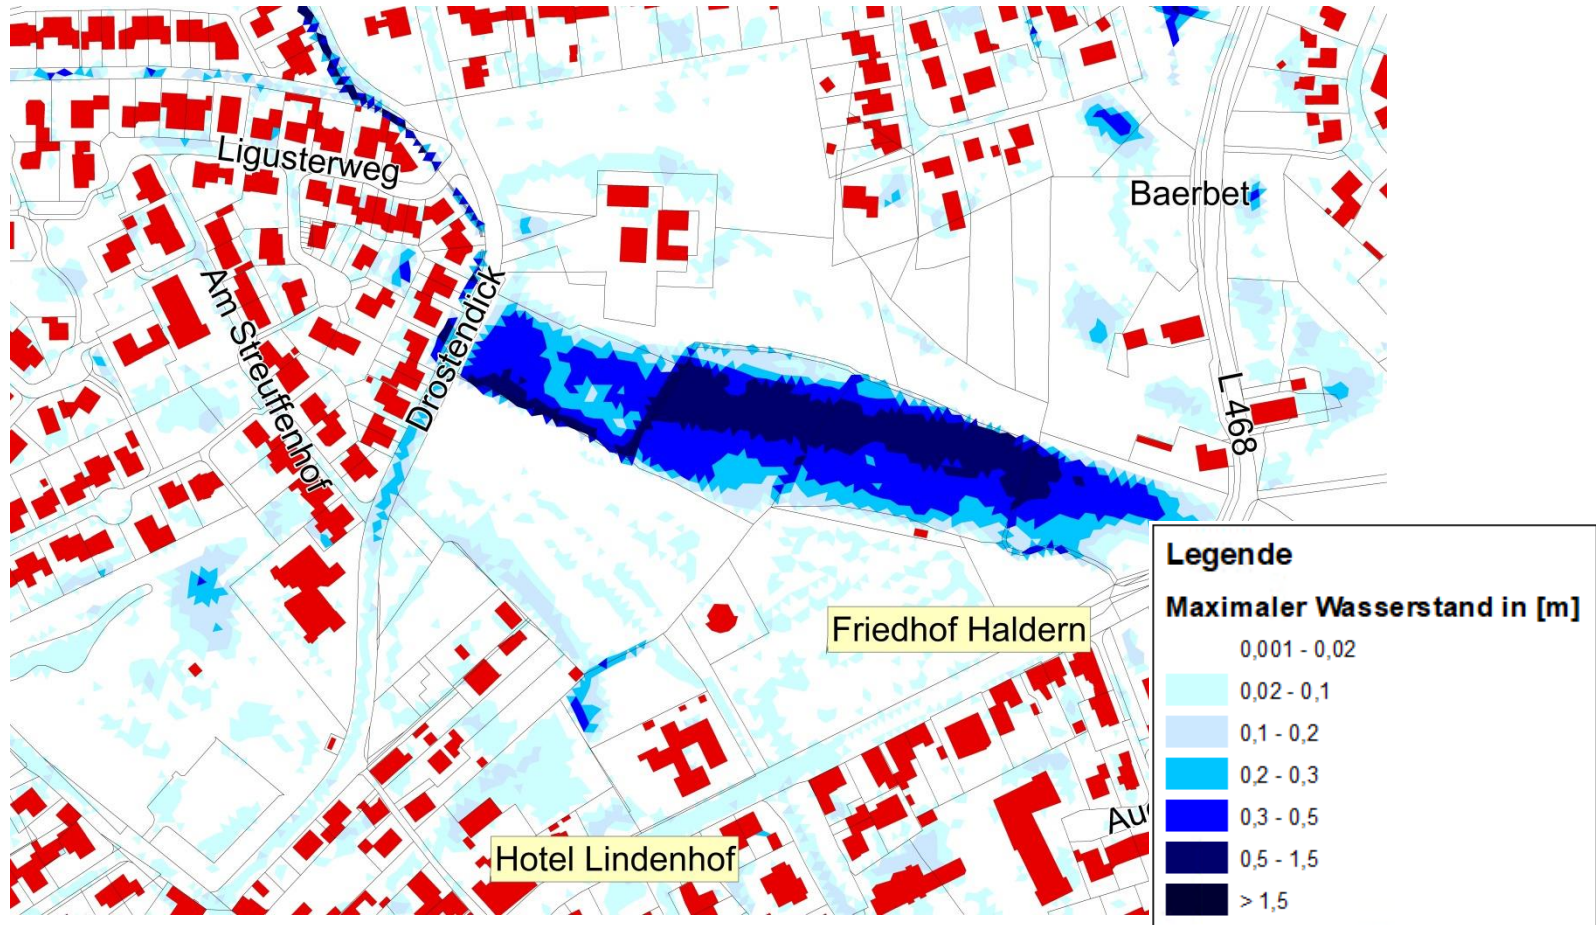 Ligusterweg
Baerbet
Am Streuffenhof
Drostendick
L 468
Friedhof Haldern
Hotel Lindenhof
Au
Legende
Maximaler Wasserstand in [m]
0,001 - 0,02
0,02 - 0,1
0,1 - 0,2
0,2 - 0,3
0,3 - 0,5
0,5 - 1,5
> 1,5